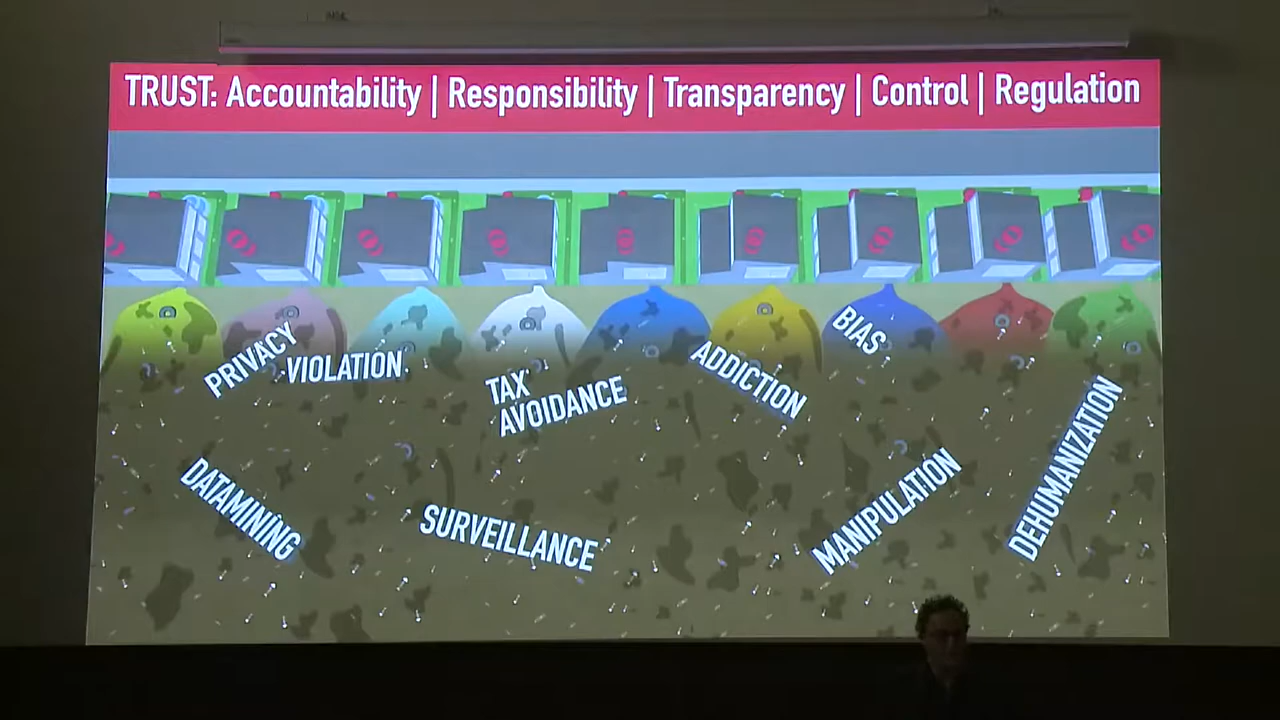 TRUST: Accountability | Responsibility | Transparency | Control | Regulation
PRIVACY
VIOLATION
TAX
AVOIDANCE
ADDICTION
BIAS
DATAMINING
SURVEILLANCE
MANIPULATION
DEHUMANIZATION